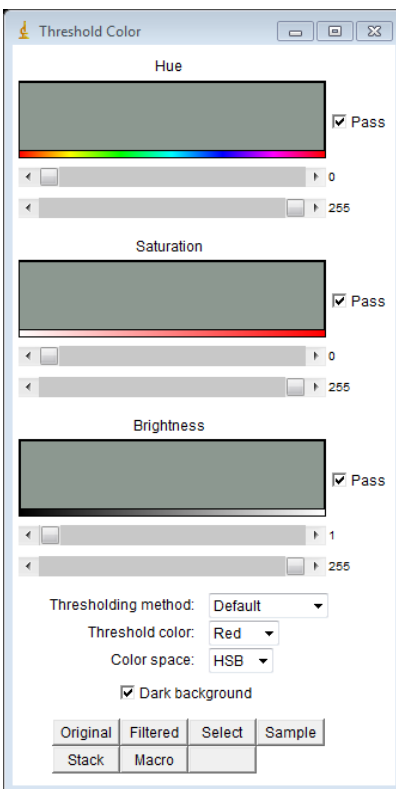 Threshold Color
Hue
Pass
0
255
Saturation
Pass
0
255
Brightness
Pass
1
255
Thresholding method: Default
Threshold color: Red
Color space: HSB
Dark background
Original Filtered Select Sample
Stack Macro